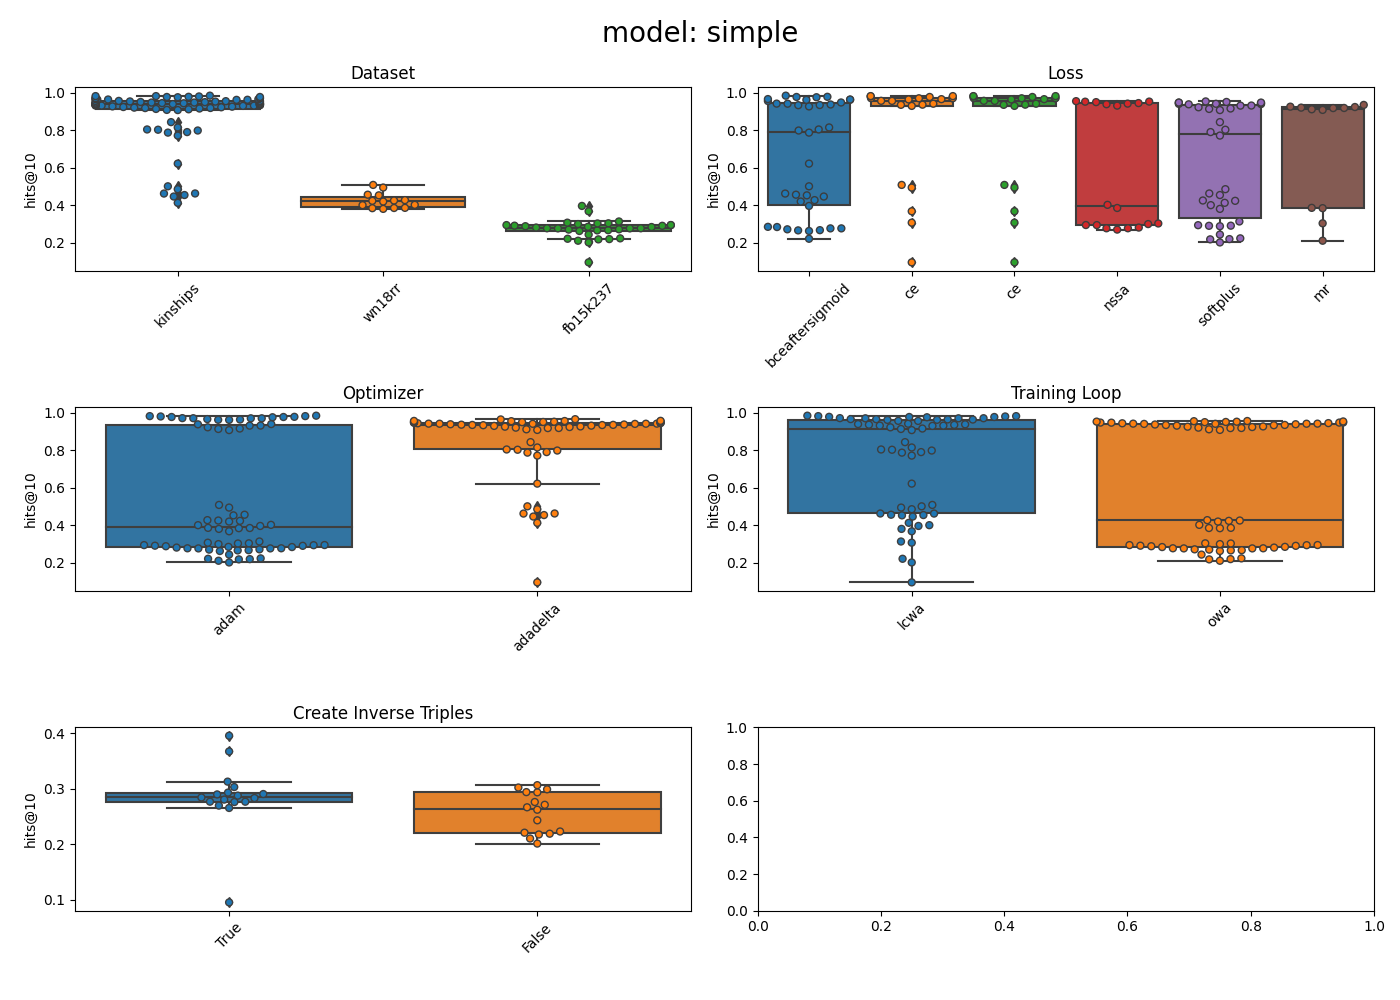 model: simple
Dataset
Loss
hits@10
1.0
0.8
0.6
0.4
0.2
kinships
wn18rr
fb15k237
hits@10
1.0
0.8
0.6
0.4
0.2
bceaftersigmoid
ce
ce
nssa
softplus
mr
Optimizer
Training Loop
hits@10
1.0
0.8
0.6
0.4
0.2
adam
adadelta
hits@10
1.0
0.8
0.6
0.4
0.2
lcwa
owa
Create Inverse Triples
hits@10
0.4
0.3
0.2
0.1
True
False
1.0
0.8
0.6
0.4
0.2
0.0
0.0 0.2 0.4 0.6 0.8 1.0